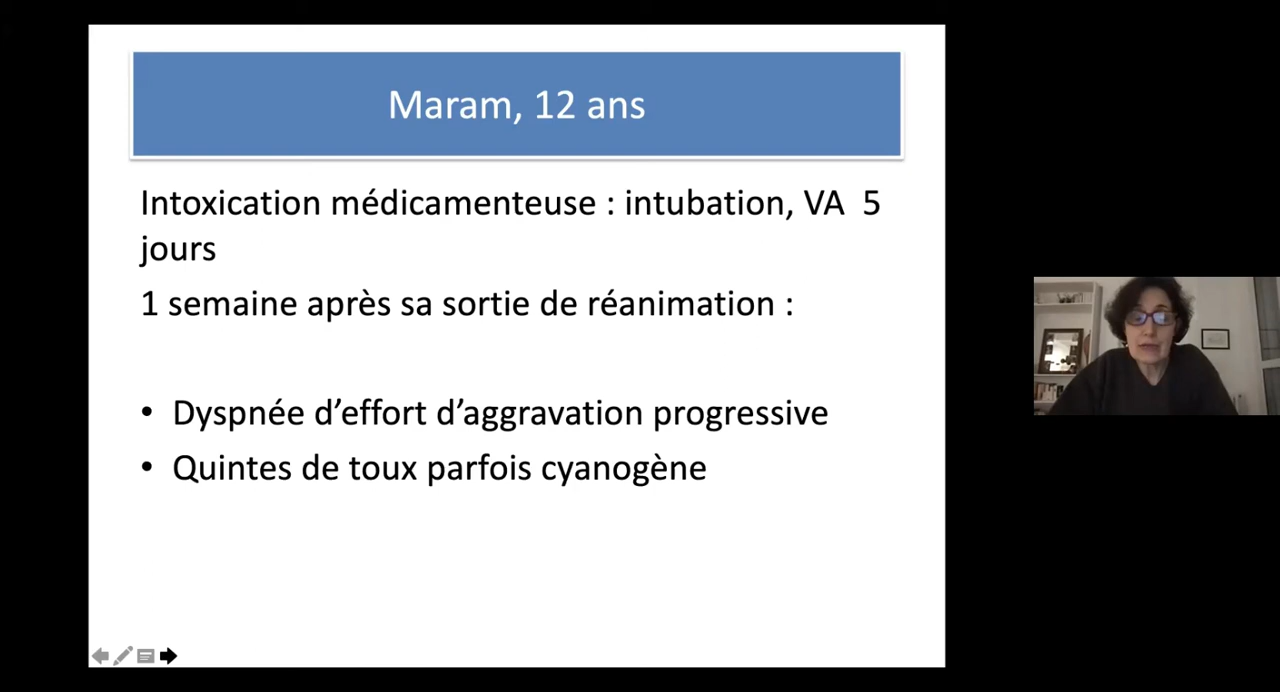 Maram, 12 ans
Intoxication médicamenteuse : intubation, VA 5
jours
1 semaine après sa sortie de réanimation :
• Dyspnée d’effort d’aggravation progressive
• Quintes de toux parfois cyanogène